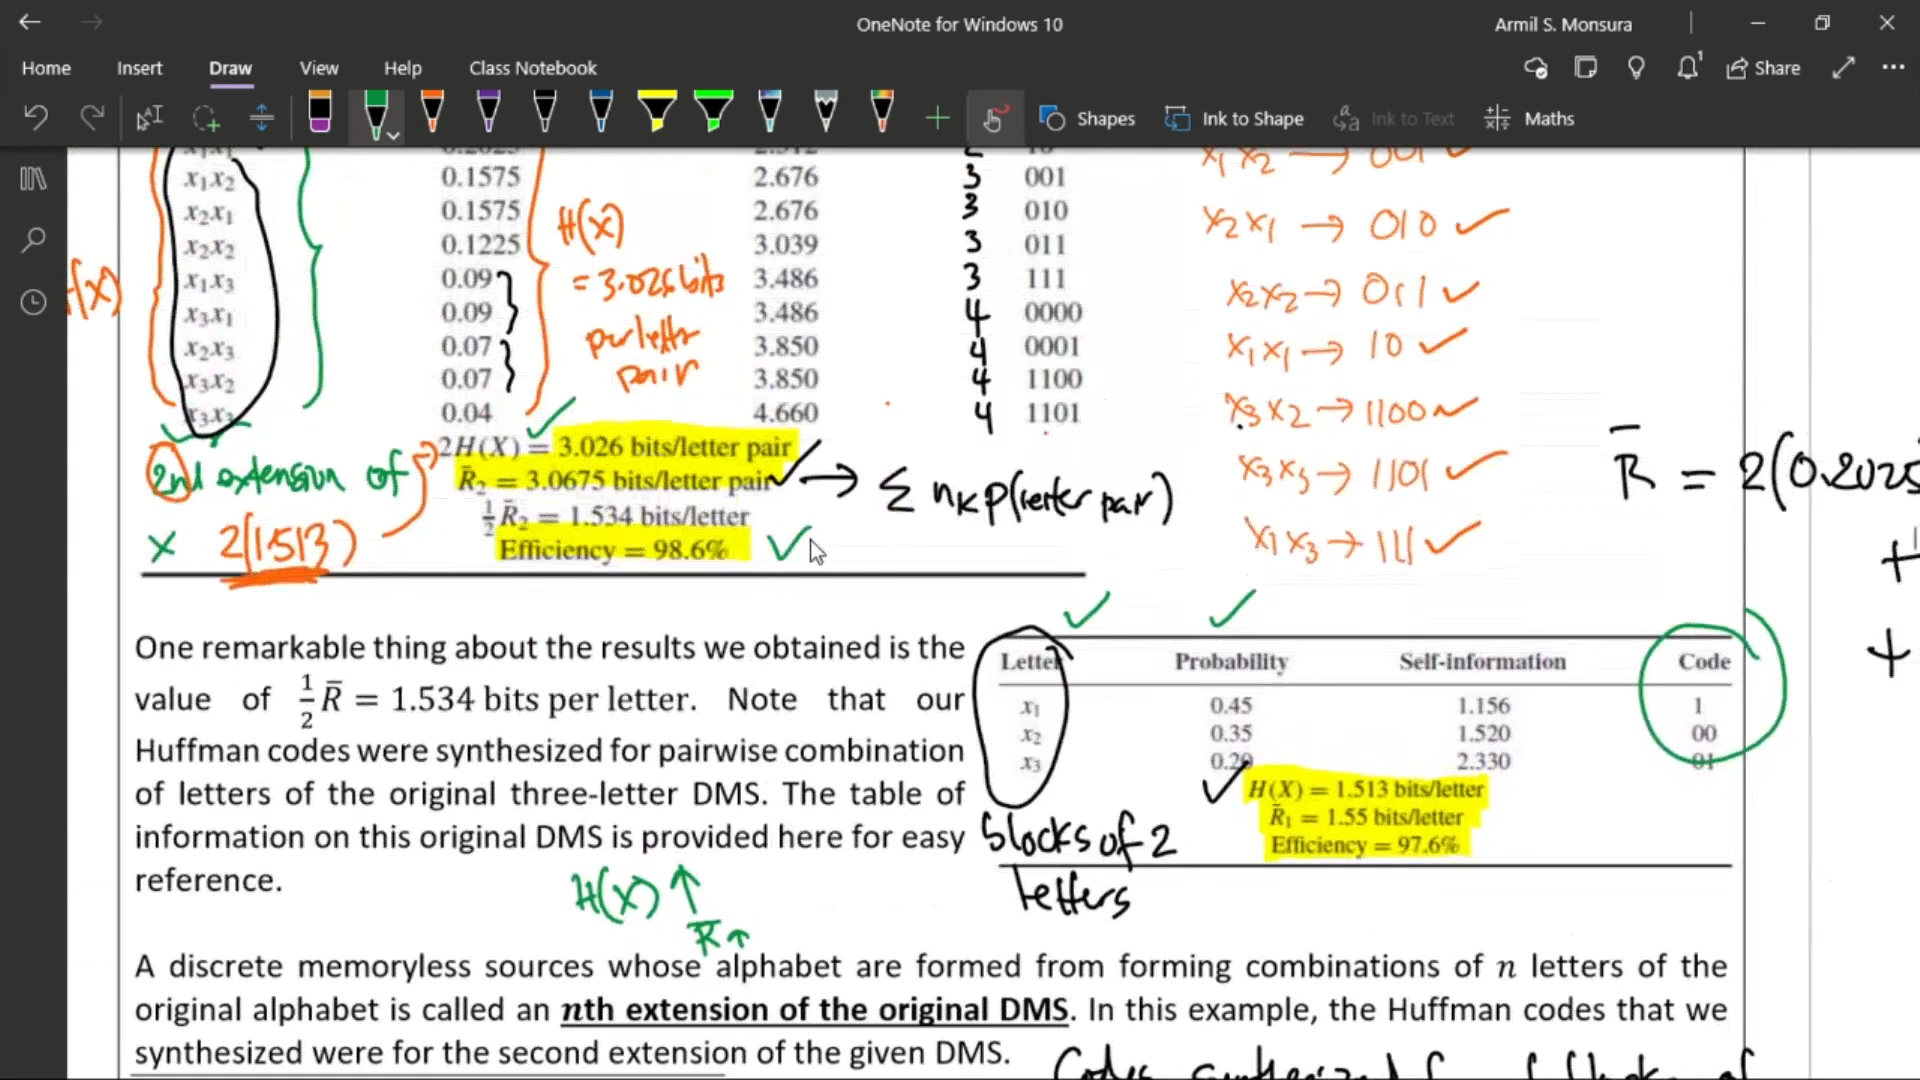 OneNote for Windows 10
Armil S. Monsura
Home Insert Draw View Help Class Notebook
Share
Shapes Ink to Shape Ink to Text Maths
x₁x₂ 0.1575 2.676 3 001
x₂x₁ 0.1575 2.676 3 010
x₂x₂ 0.1225 3.039 3 011
x₁x₃ 0.09 3.486 3 111
x₃x₁ 0.09 3.486 4 0000
x₂x₃ 0.07 3.850 4 0001
x₃x₂ 0.07 3.850 4 1100
x₃x₃ 0.04 4.660 4 1101
H(x)
= 3.026 bits
per letter
pair
x₁x₂ → 001
x₂x₁ → 010
x₂x₂ → 011
x₁x₁ → 10
x₃x₂ → 1100
x₃x₃ → 1101
x₁x₃ → 111
2H(X) = 3.026 bits/letter pair
R̄₂ = 3.0675 bits/letter pair
½R̄₂ = 1.534 bits/letter
Efficiency = 98.6%
→ Σ nₖ p(letter pair)
2nd extension of
X 2(1.513)
R̄ = 2(0.2025
+
+
One remarkable thing about the results we obtained is the
value of ½R̄ = 1.534 bits per letter. Note that our
Huffman codes were synthesized for pairwise combination
of letters of the original three-letter DMS. The table of
information on this original DMS is provided here for easy
reference.
H(X) ↑
R̄ ↑
Letter Probability Self-information Code
x₁ 0.45 1.156 1
x₂ 0.35 1.520 00
x₃ 0.20 2.330 01
H(X) = 1.513 bits/letter
R̄₁ = 1.55 bits/letter
Efficiency = 97.6%
blocks of 2
letters
A discrete memoryless sources whose alphabet are formed from forming combinations of n letters of the
original alphabet is called an nth extension of the original DMS. In this example, the Huffman codes that we
synthesized were for the second extension of the given DMS.